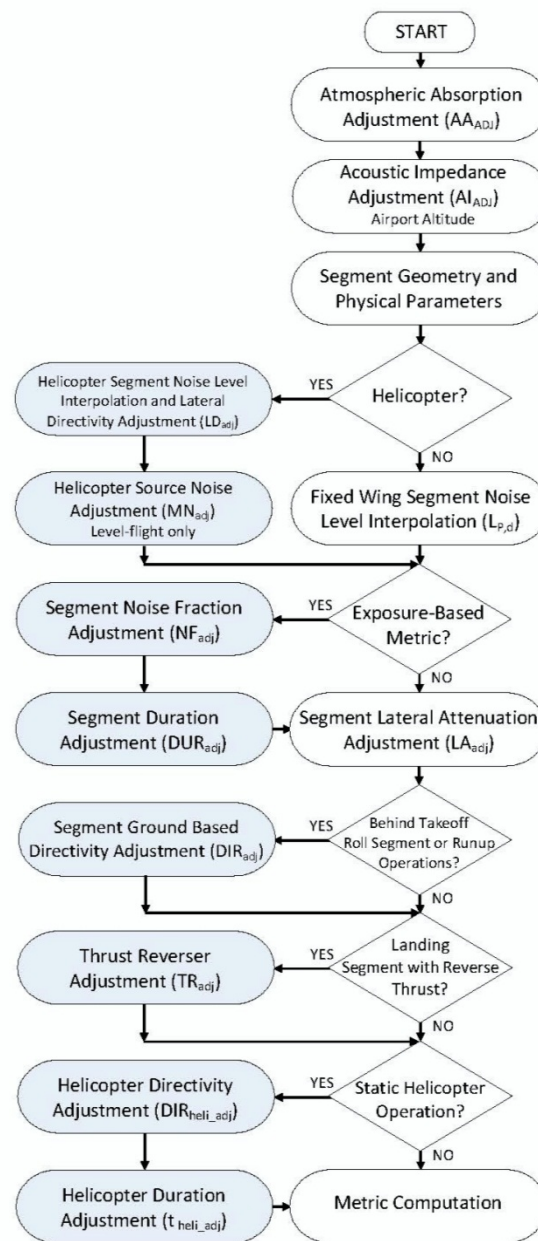 START
Atmospheric Absorption
Adjustment (AA_ADJ)
Acoustic Impedance
Adjustment (AI_ADJ)
Airport Altitude
Segment Geometry and
Physical Parameters
Helicopter?
YES
NO
Helicopter Segment Noise Level
Interpolation and Lateral
Directivity Adjustment (LD_adj)
Helicopter Source Noise
Adjustment (MN_adj)
Level-flight only
Fixed Wing Segment Noise
Level Interpolation (L_P,d)
Exposure-Based
Metric?
YES
NO
Segment Noise Fraction
Adjustment (NF_adj)
Segment Duration
Adjustment (DUR_adj)
Segment Lateral Attenuation
Adjustment (LA_adj)
Behind Takeoff
Roll Segment or Runup
Operations?
YES
NO
Segment Ground Based
Directivity Adjustment (DIR_adj)
Landing
Segment with Reverse
Thrust?
YES
NO
Thrust Reverser
Adjustment (TR_adj)
Static Helicopter
Operation?
YES
NO
Helicopter Directivity
Adjustment (DIR_heli_adj)
Helicopter Duration
Adjustment (t_heli_adj)
Metric Computation